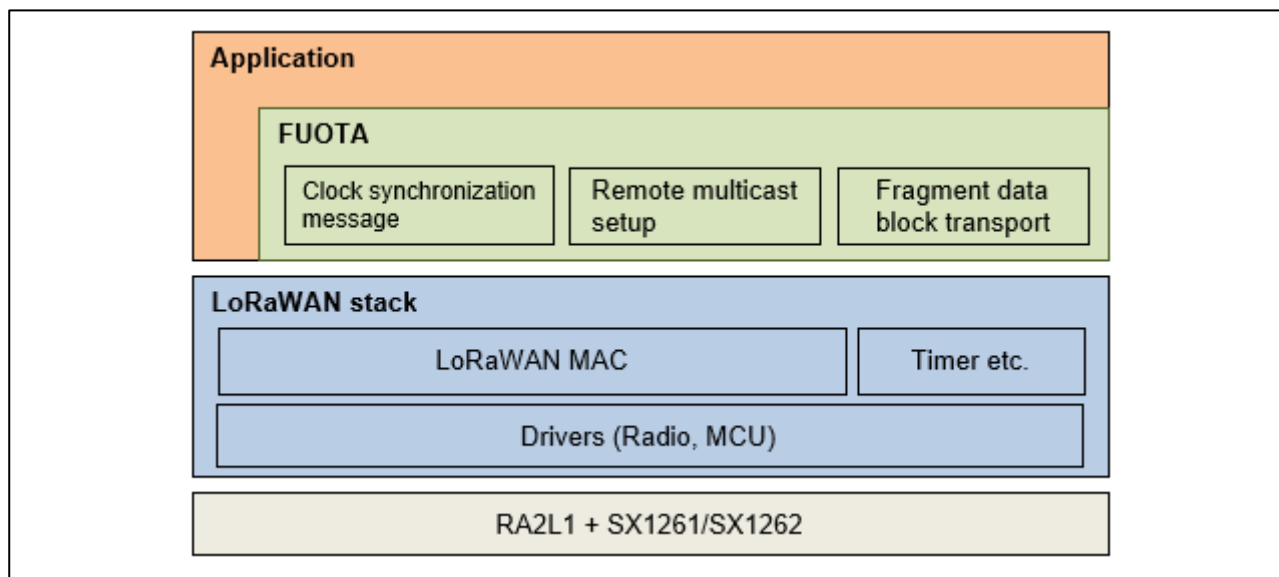 Application
FUOTA
Clock synchronization
message
Remote multicast
setup
Fragment data
block transport
LoRaWAN stack
LoRaWAN MAC
Timer etc.
Drivers (Radio, MCU)
RA2L1 + SX1261/SX1262